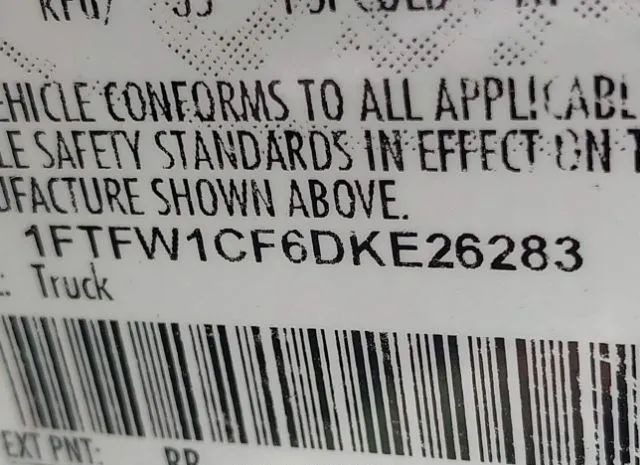 EHICLE CONFORMS TO ALL APPLICABL
LE SAFETY STANDARDS IN EFFECT ON T
UFACTURE SHOWN ABOVE.
1FTFW1CF6DKE26283
: Truck
EXT PNT: